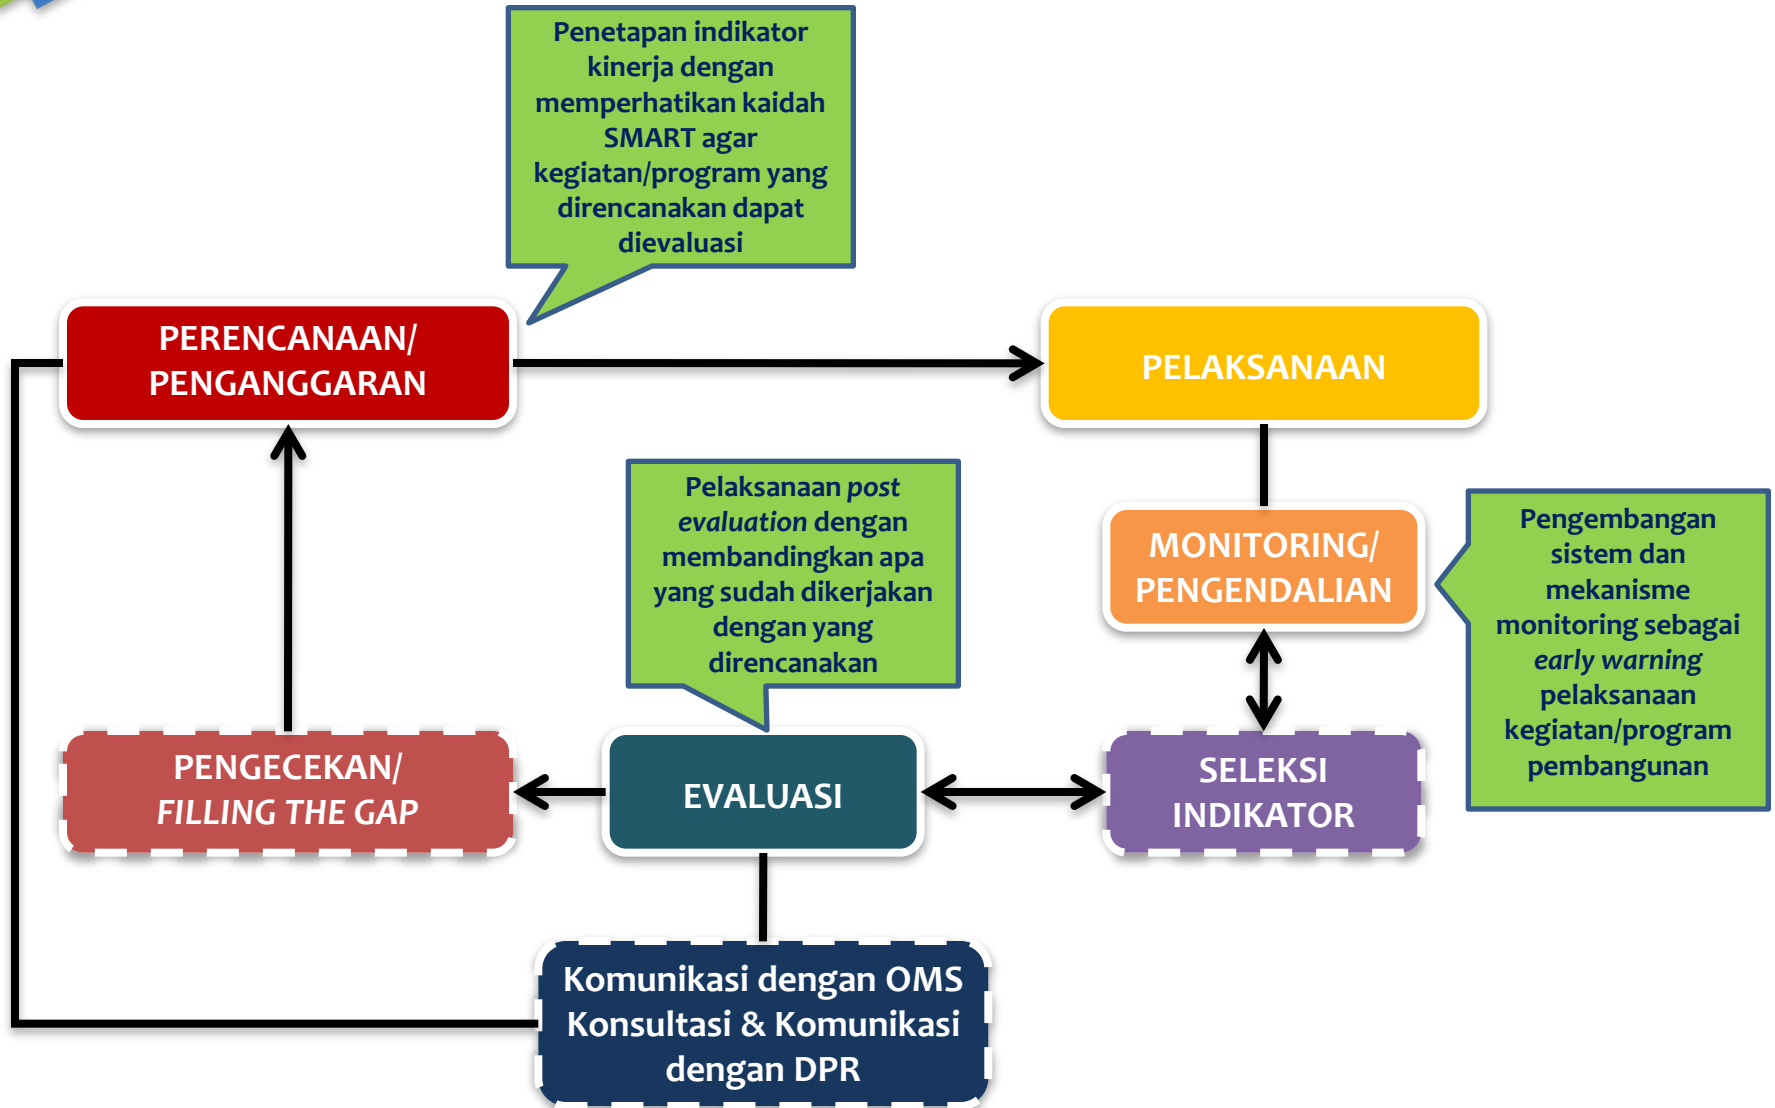 Penetapan indikator
kinerja dengan
memperhatikan kaidah
SMART agar
kegiatan/program yang
direncanakan dapat
dievaluasi
PERENCANAAN/
PENGANGGARAN
PELAKSANAAN
Pelaksanaan post
evaluation dengan
membandingkan apa
yang sudah dikerjakan
dengan yang
direncanakan
MONITORING/
PENGENDALIAN
Pengembangan
sistem dan
mekanisme
monitoring sebagai
early warning
pelaksanaan
kegiatan/program
pembangunan
PENGECEKAN/
FILLING THE GAP
EVALUASI
SELEKSI
INDIKATOR
Komunikasi dengan OMS
Konsultasi & Komunikasi
dengan DPR